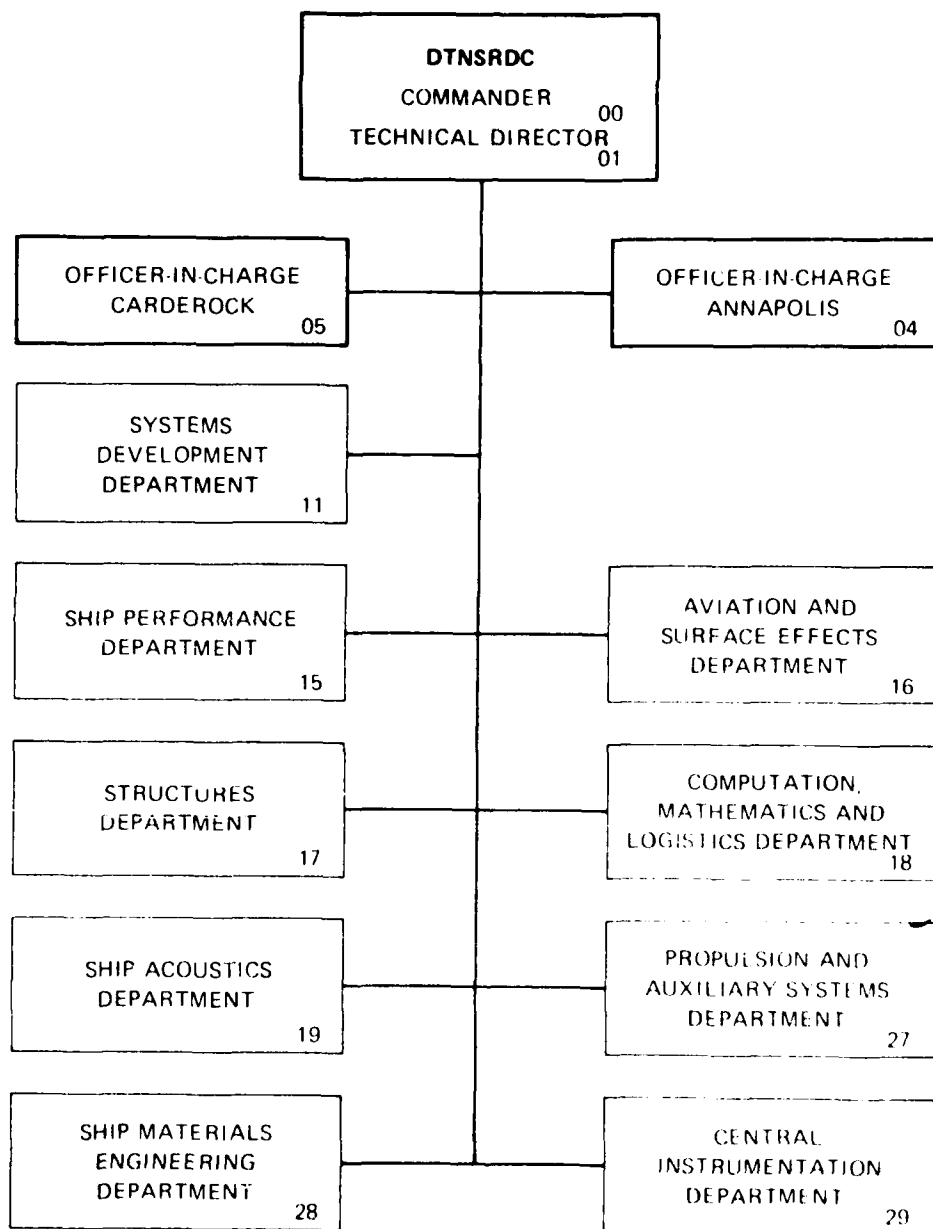 DTNSRDC
COMMANDER
00
TECHNICAL DIRECTOR
01
OFFICER-IN-CHARGE
CARDEROCK
05
OFFICER-IN-CHARGE
ANNAPOLIS
04
SYSTEMS
DEVELOPMENT
DEPARTMENT
11
SHIP PERFORMANCE
DEPARTMENT
15
AVIATION AND
SURFACE EFFECTS
DEPARTMENT
16
STRUCTURES
DEPARTMENT
17
COMPUTATION,
MATHEMATICS AND
LOGISTICS DEPARTMENT
18
SHIP ACOUSTICS
DEPARTMENT
19
PROPULSION AND
AUXILIARY SYSTEMS
DEPARTMENT
27
SHIP MATERIALS
ENGINEERING
DEPARTMENT
28
CENTRAL
INSTRUMENTATION
DEPARTMENT
29